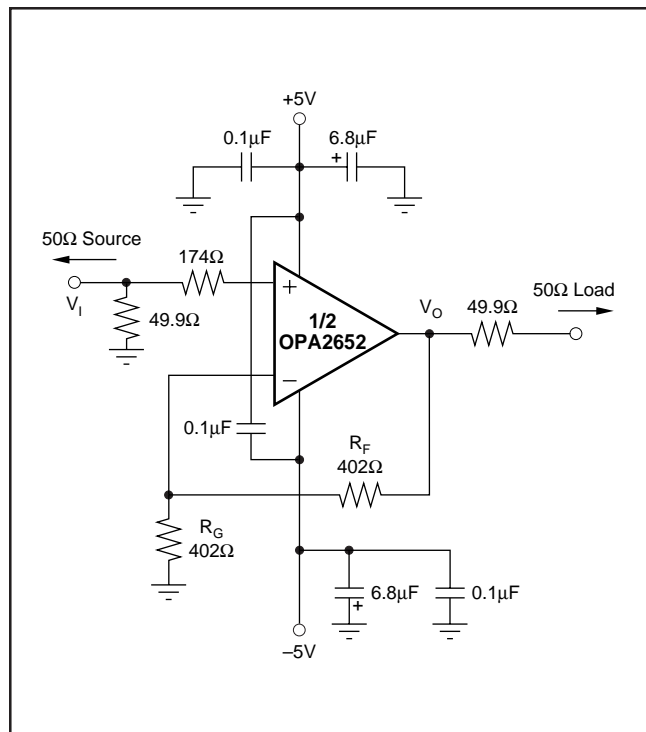 +5V
0.1µF
6.8µF
+
50Ω Source
174Ω
50Ω Load
V_I
+
V_O
49.9Ω
49.9Ω
1/2
OPA2652
−
0.1µF
R_F
402Ω
R_G
402Ω
6.8µF
+
0.1µF
–5V